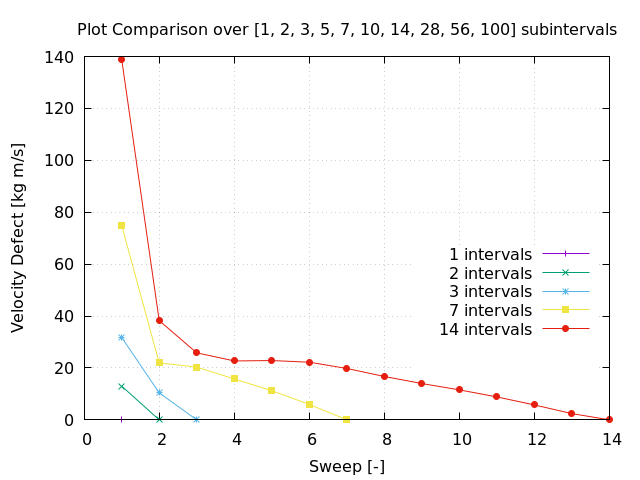 Plot Comparison over [1, 2, 3, 5, 7, 10, 14, 28, 56, 100] subintervals
140
120
100
80
60
40
20
0
Velocity Defect [kg m/s]
1 intervals
2 intervals
3 intervals
7 intervals
14 intervals
0 2 4 6 8 10 12 14
Sweep [-]